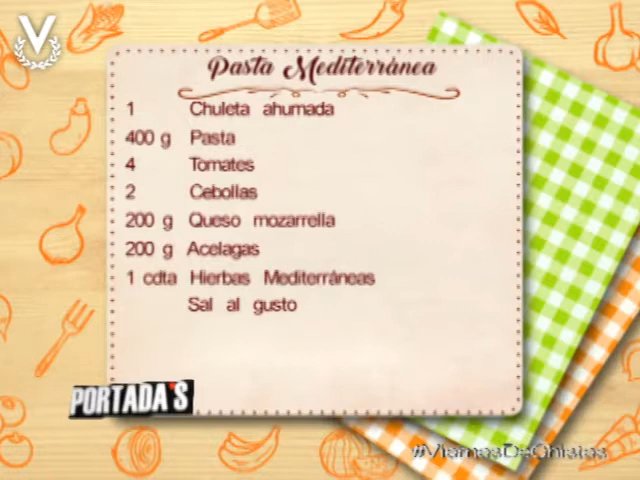 V
Pasta Mediterránea
1 Chuleta ahumada
400 g Pasta
4 Tomates
2 Cebollas
200 g Queso mozarrella
200 g Acelagas
1 cdta Hierbas Mediterráneas
Sal al gusto
PORTADA'S
#ViernesDeChistes